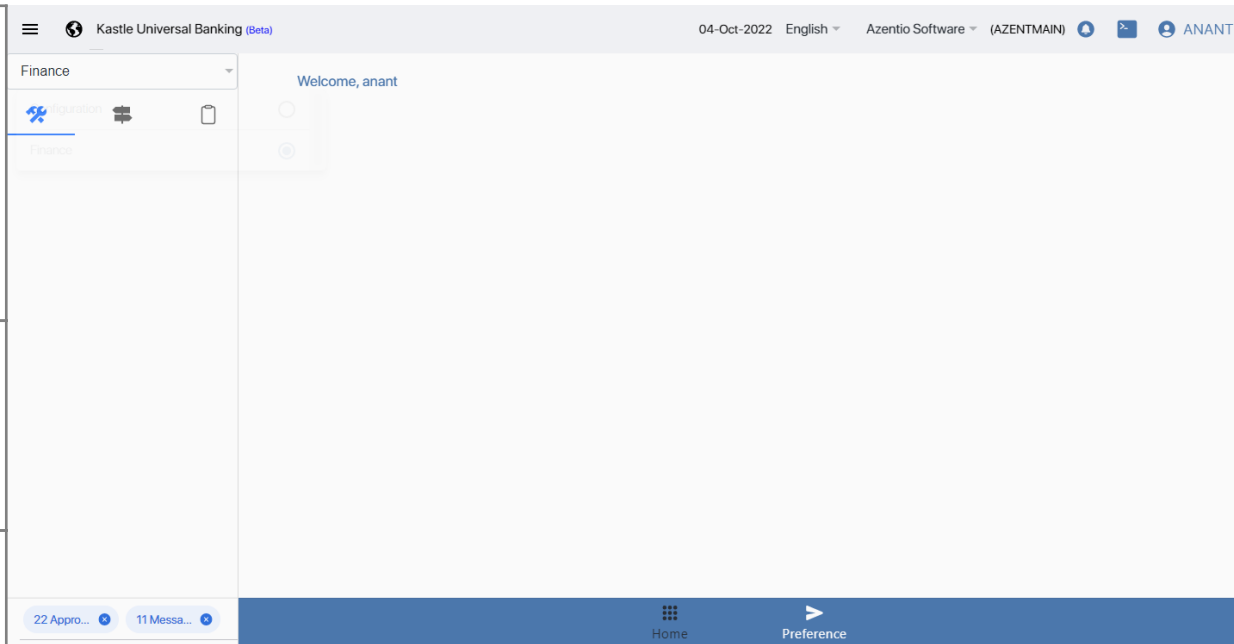 Kastle Universal Banking (Beta)
04-Oct-2022 English Azentio Software (AZENTMAIN) ANANT
Finance
Welcome, anant
figuration
Finance
22 Appro... 11 Messa...
Home Preference